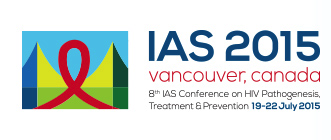 IAS 2015
vancouver, canada
8th IAS Conference on HIV Pathogenesis,
Treatment & Prevention 19-22 July 2015